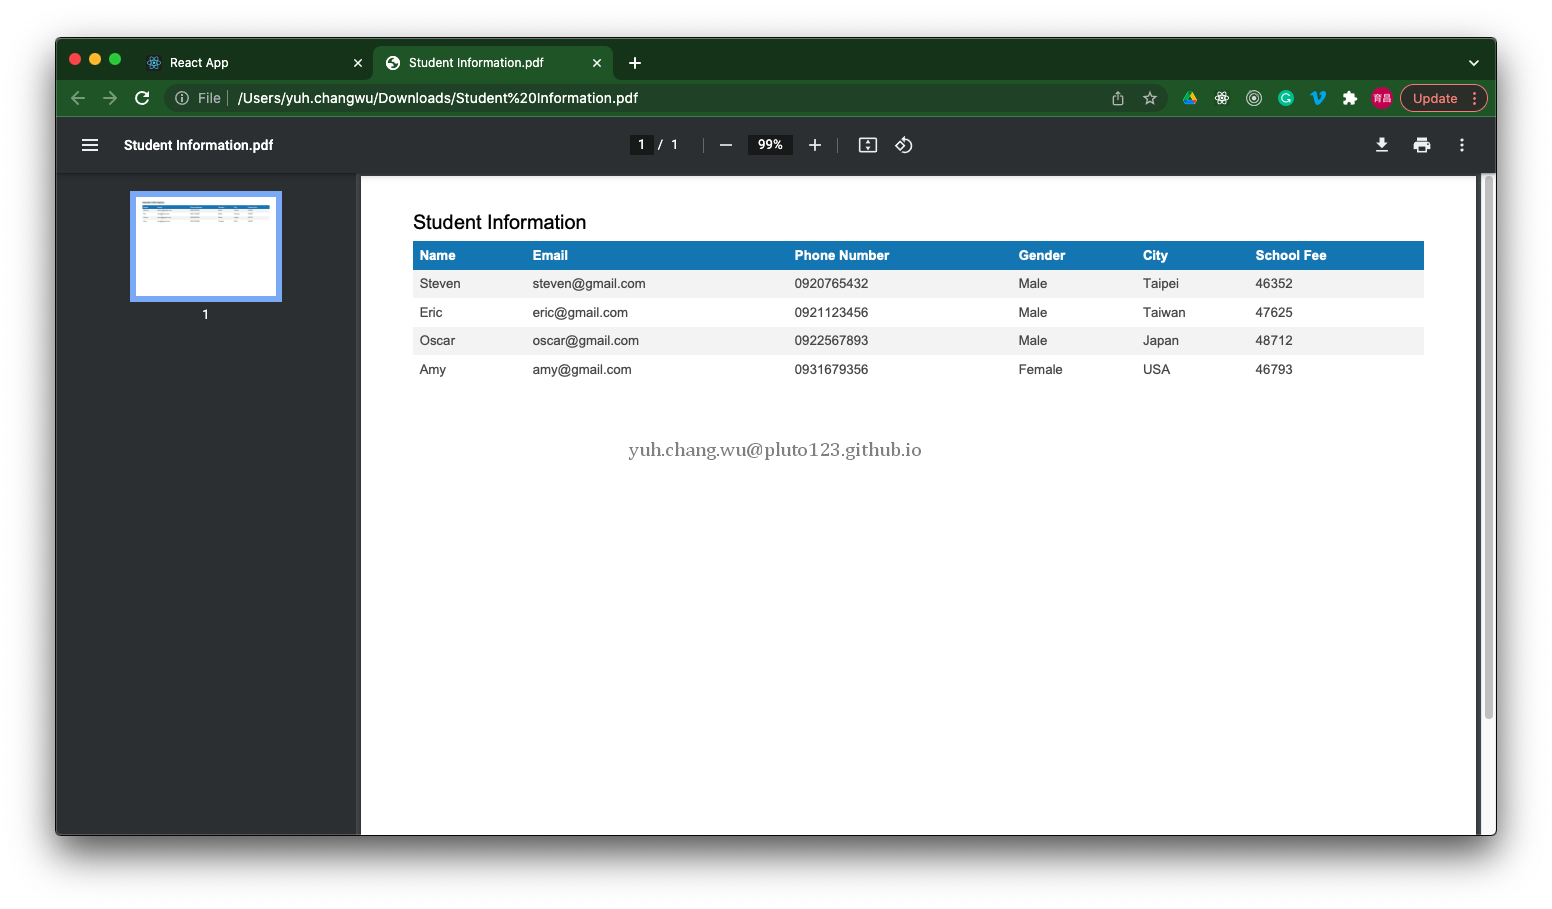 React App
Student Information.pdf
File
/Users/yuh.changwu/Downloads/Student%20Information.pdf
育昌
Update
Student Information.pdf
1 / 1
99%
1
Student Information
Name Email Phone Number Gender City School Fee
Steven steven@gmail.com 0920765432 Male Taipei 46352
Eric eric@gmail.com 0921123456 Male Taiwan 47625
Oscar oscar@gmail.com 0922567893 Male Japan 48712
Amy amy@gmail.com 0931679356 Female USA 46793
yuh.chang.wu@pluto123.github.io